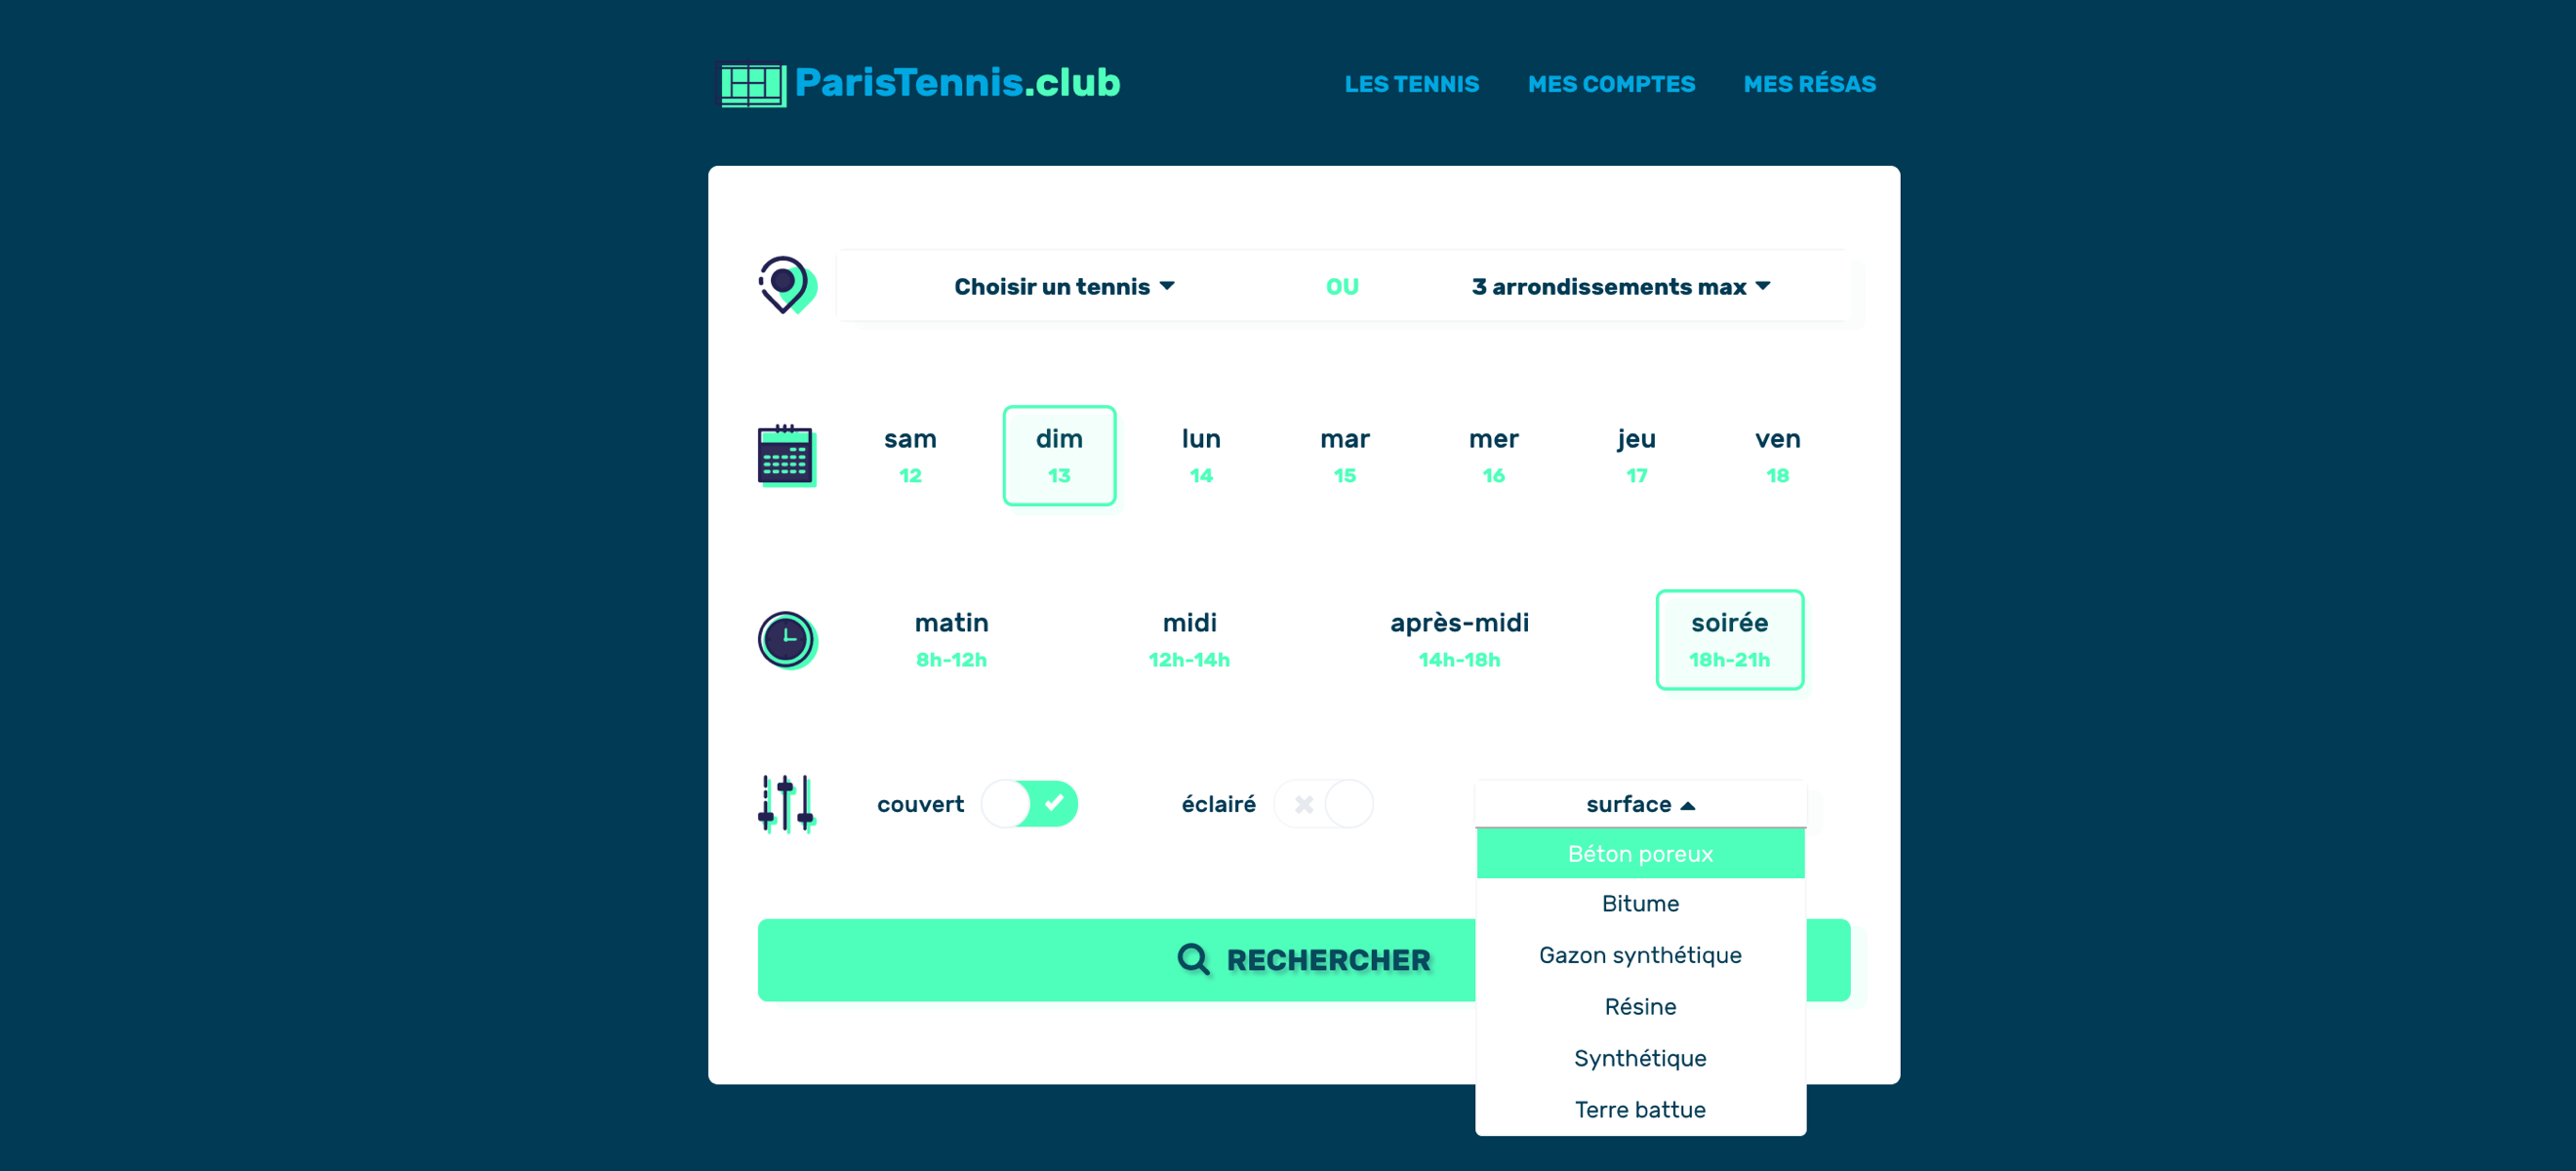 ParisTennis.club
LES TENNIS
MES COMPTES
MES RÉSAS
Choisir un tennis
OU
3 arrondissements max
sam
12
dim
13
lun
14
mar
15
mer
16
jeu
17
ven
18
matin
8h-12h
midi
12h-14h
après-midi
14h-18h
soirée
18h-21h
couvert
éclairé
surface
Béton poreux
Bitume
Gazon synthétique
Résine
Synthétique
Terre battue
RECHERCHER